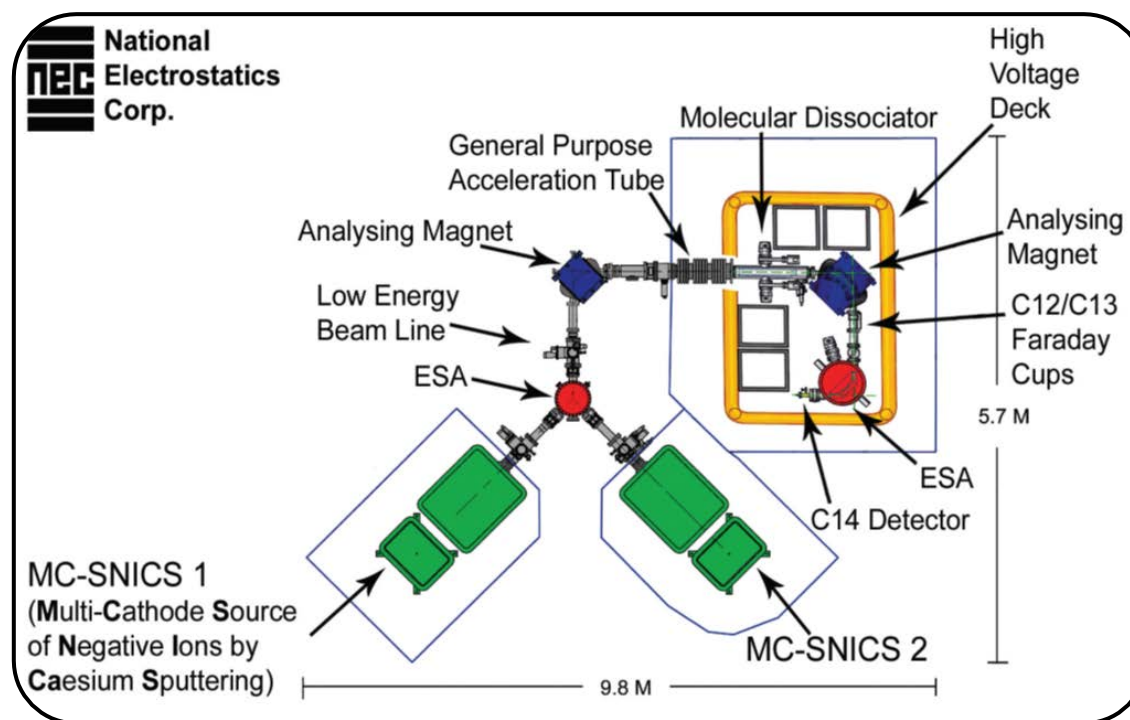 nec
National
Electrostatics
Corp.
High
Voltage
Deck
Molecular Dissociator
General Purpose
Acceleration Tube
Analysing Magnet
Analysing
Magnet
Low Energy
Beam Line
C12/C13
Faraday
Cups
ESA
5.7 M
ESA
C14 Detector
MC-SNICS 1
(Multi-Cathode Source
of Negative Ions by
Caesium Sputtering)
MC-SNICS 2
9.8 M